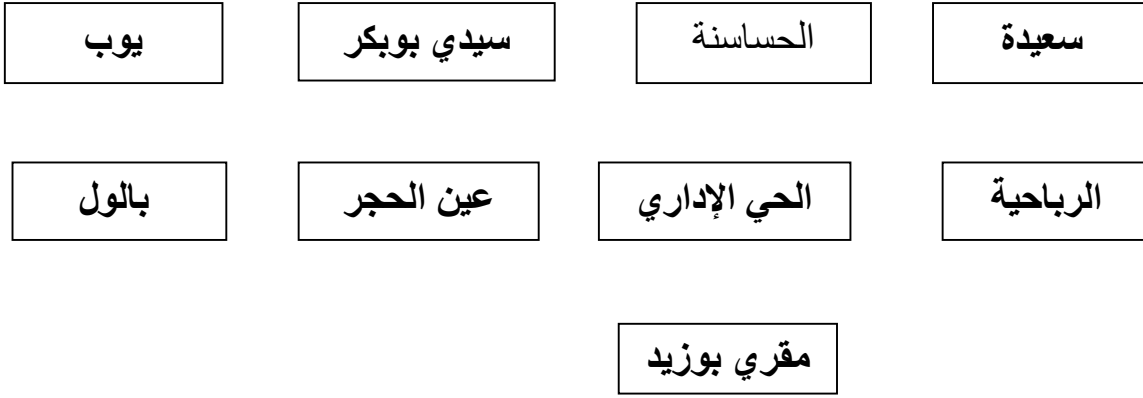 سعيدة
الحساسنة
سيدي بوبكر
يوب
الرباحية
الحي الإداري
عين الحجر
بالول
مقري بوزيد